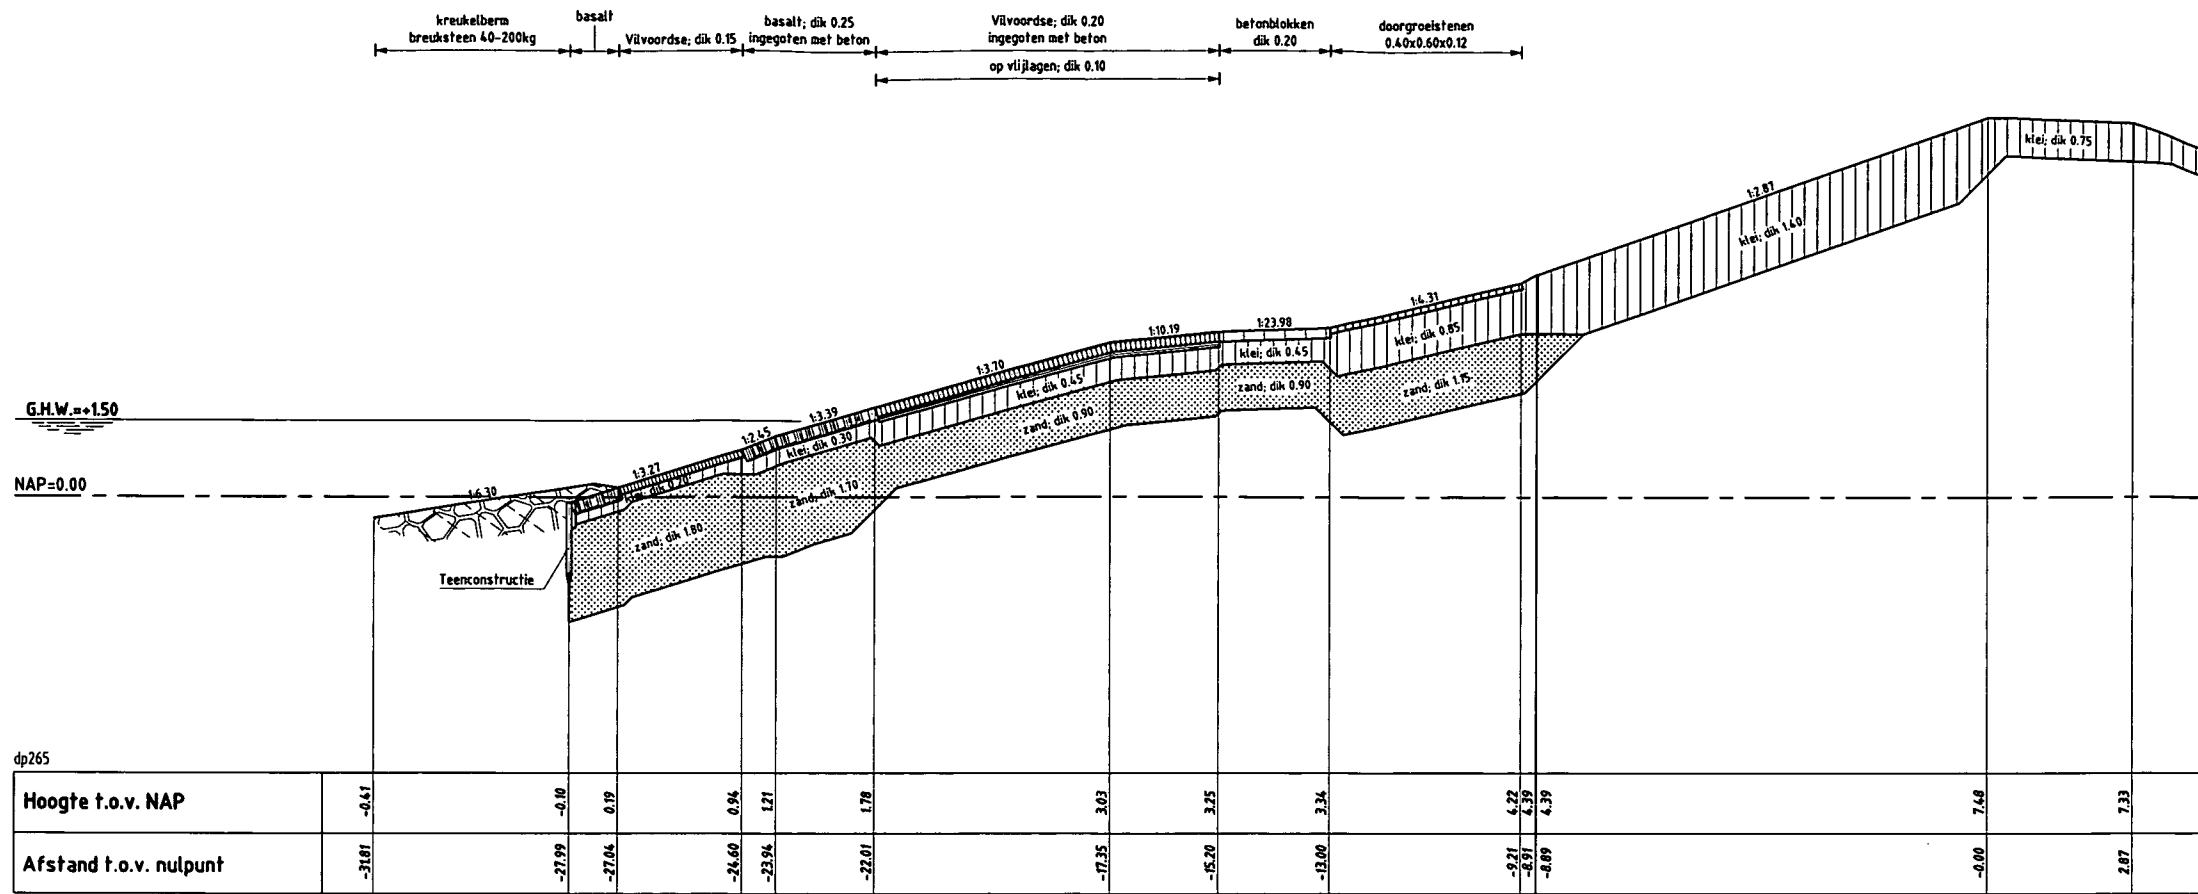 kreukelberm
breuksteen 40-200kg
basalt
Vilvoordse; dik 0.15
basalt; dik 0.25
ingegoten met beton
Vilvoordse; dik 0.20
ingegoten met beton
op vlijlagen; dik 0.10
betonblokken
dik 0.20
doorgroeistenen
0.40x0.60x0.12
klei; dik 0.75
1:2.87
klei; dik 1.40
1:4.31
klei; dik 0.85
zand; dik 1.15
1:23.98
klei; dik 0.45
zand; dik 0.90
1:10.19
1:3.70
klei; dik 0.45
zand; dik 0.90
G.H.W.=+1.50
1:3.39
1:2.45
klei; dik 0.30
zand; dik 1.70
1:3.27
klei; dik 0.20
zand; dik 1.80
NAP=0.00
1:6.30
Teenconstructie
dp265
Hoogte t.o.v. NAP -0.41 -0.10 0.19 0.94 1.21 1.78 3.03 3.25 3.34 4.22 4.39 4.39 7.48 7.33
Afstand t.o.v. nulpunt -31.81 -27.99 -27.04 -24.60 -23.94 -22.01 -17.35 -15.20 -13.00 -9.21 -8.91 -8.89 -0.00 2.87